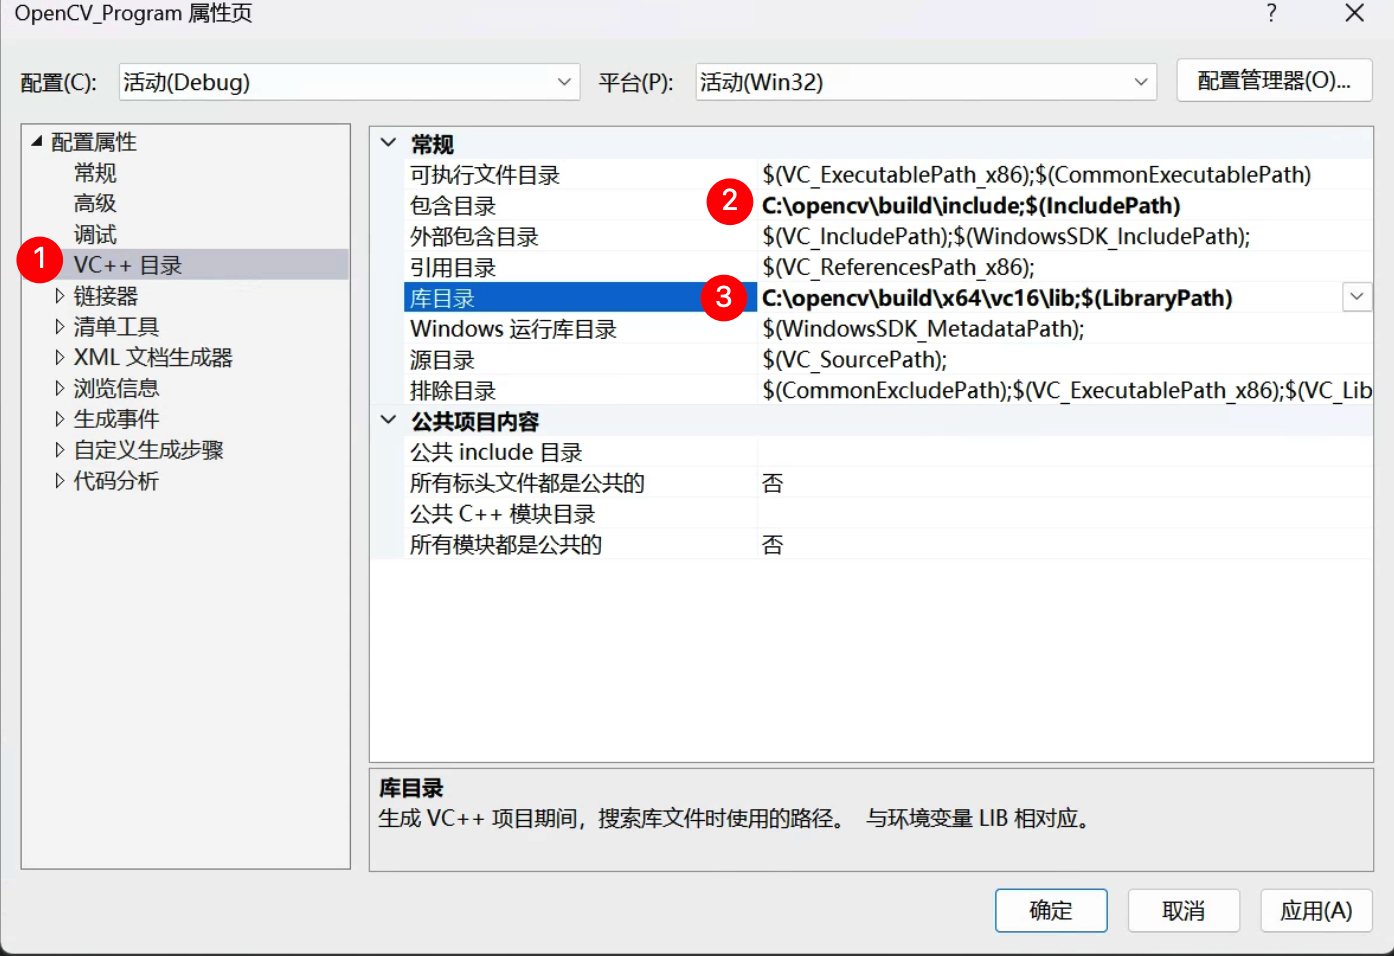 OpenCV_Program 属性页
配置(C): 活动(Debug) 平台(P): 活动(Win32) 配置管理器(O)...
配置属性
常规
高级
调试
1 VC++ 目录
链接器
清单工具
XML 文档生成器
浏览信息
生成事件
自定义生成步骤
代码分析
常规
可执行文件目录 $(VC_ExecutablePath_x86);$(CommonExecutablePath)
包含目录 2 C:\opencv\build\include;$(IncludePath)
外部包含目录 $(VC_IncludePath);$(WindowsSDK_IncludePath);
引用目录 $(VC_ReferencesPath_x86);
库目录 3 C:\opencv\build\x64\vc16\lib;$(LibraryPath)
Windows 运行库目录 $(WindowsSDK_MetadataPath);
源目录 $(VC_SourcePath);
排除目录 $(CommonExcludePath);$(VC_ExecutablePath_x86);$(VC_Lib
公共项目内容
公共 include 目录
所有标头文件都是公共的 否
公共 C++ 模块目录
所有模块都是公共的 否
库目录
生成 VC++ 项目期间，搜索库文件时使用的路径。 与环境变量 LIB 相对应。
确定 取消 应用(A)